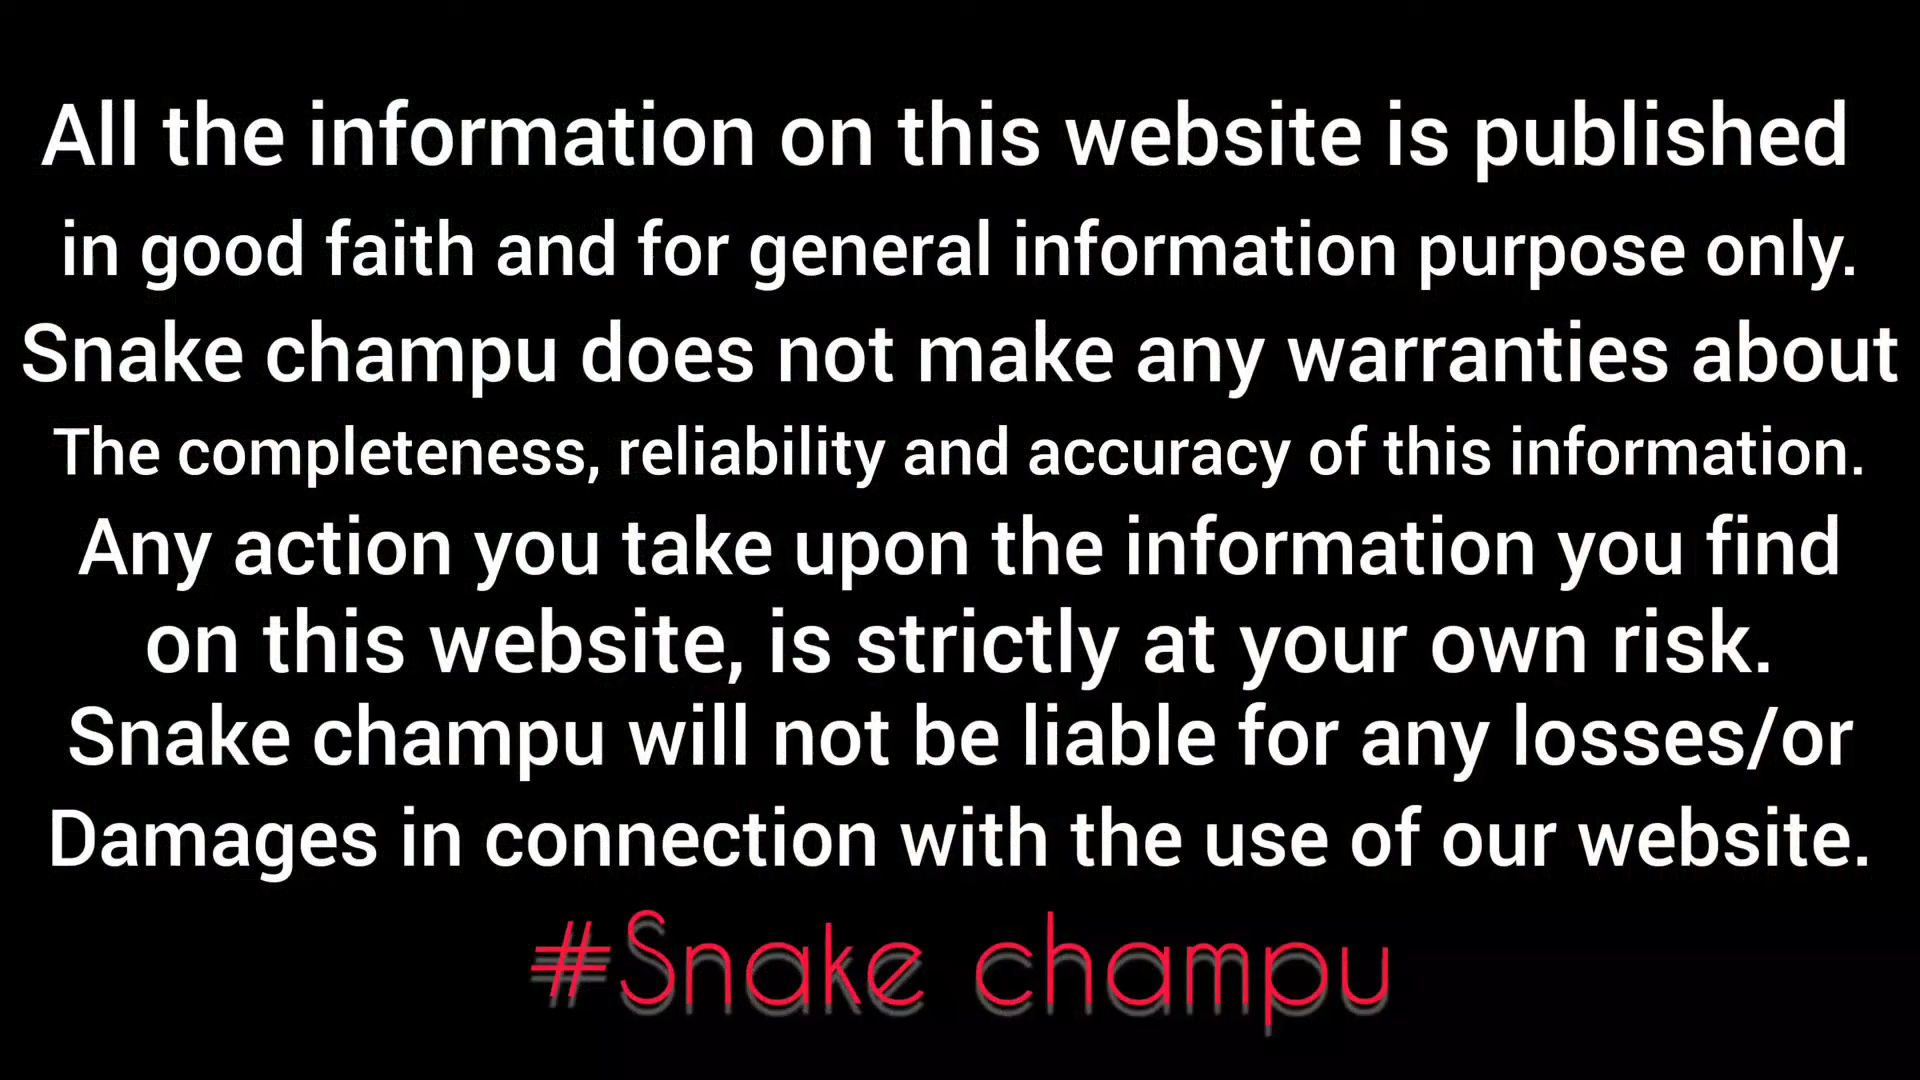 All the information on this website is published
in good faith and for general information purpose only.
Snake champu does not make any warranties about
The completeness, reliability and accuracy of this information.
Any action you take upon the information you find
on this website, is strictly at your own risk.
Snake champu will not be liable for any losses/or
Damages in connection with the use of our website.
#Snake champu